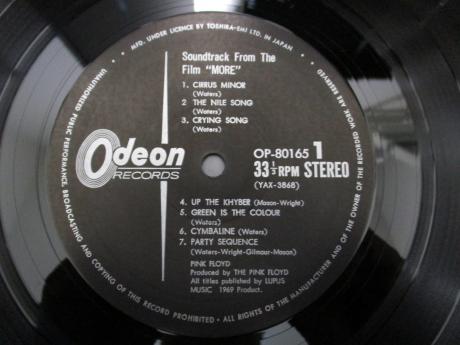 • MFD. UNDER LICENCE BY TOSHIBA-EMI LTD. IN JAPAN •
Soundtrack From The
Film "MORE"
1. CIRRUS MINOR
(Waters)
2 THE NILE SONG
(Waters)
3. CRYING SONG
(Waters)
Odeon
RECORDS
OP-80165 1
33 1/3 RPM STEREO
(YAX-3868)
4. UP THE KHYBER (Mason-Wright)
5. GREEN IS THE COLOUR
6. CYMBALINE (Waters)
7. PARTY SEQUENCE
(Waters-Wright-Gilmour-Mason)
PINK FLOYD
Produced by THE PINK FLOYD
All titles published by LUPUS
MUSIC 1969 Product.
UNAUTHORIZED PUBLIC PERFORMANCE, BROADCASTING AND COPYING OF THIS RECORD PROHIBITED • ALL RIGHTS OF THE MANUFACTURER AND OF THE OWNER OF THE RECORDED WORK ARE RESERVED